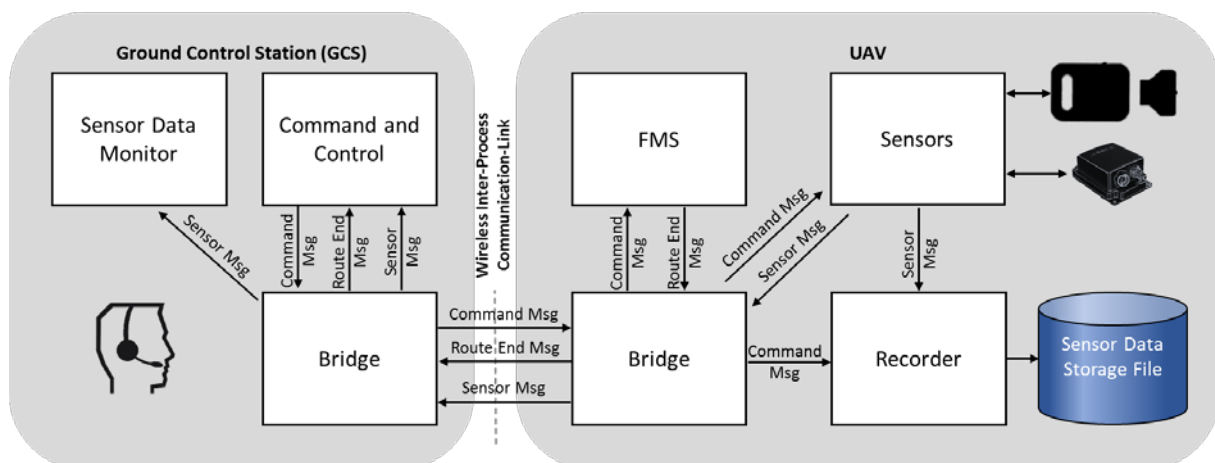 Ground Control Station (GCS)
UAV
Sensor Data
Monitor
Command and
Control
FMS
Sensors
Wireless Inter-Process
Communication-Link
Sensor Msg
Command
Msg
Route End
Msg
Sensor
Msg
Command
Msg
Route End
Msg
Command Msg
Sensor Msg
Sensor
Msg
Bridge
Command Msg
Route End Msg
Sensor Msg
Bridge
Command
Msg
Recorder
Sensor Data
Storage File